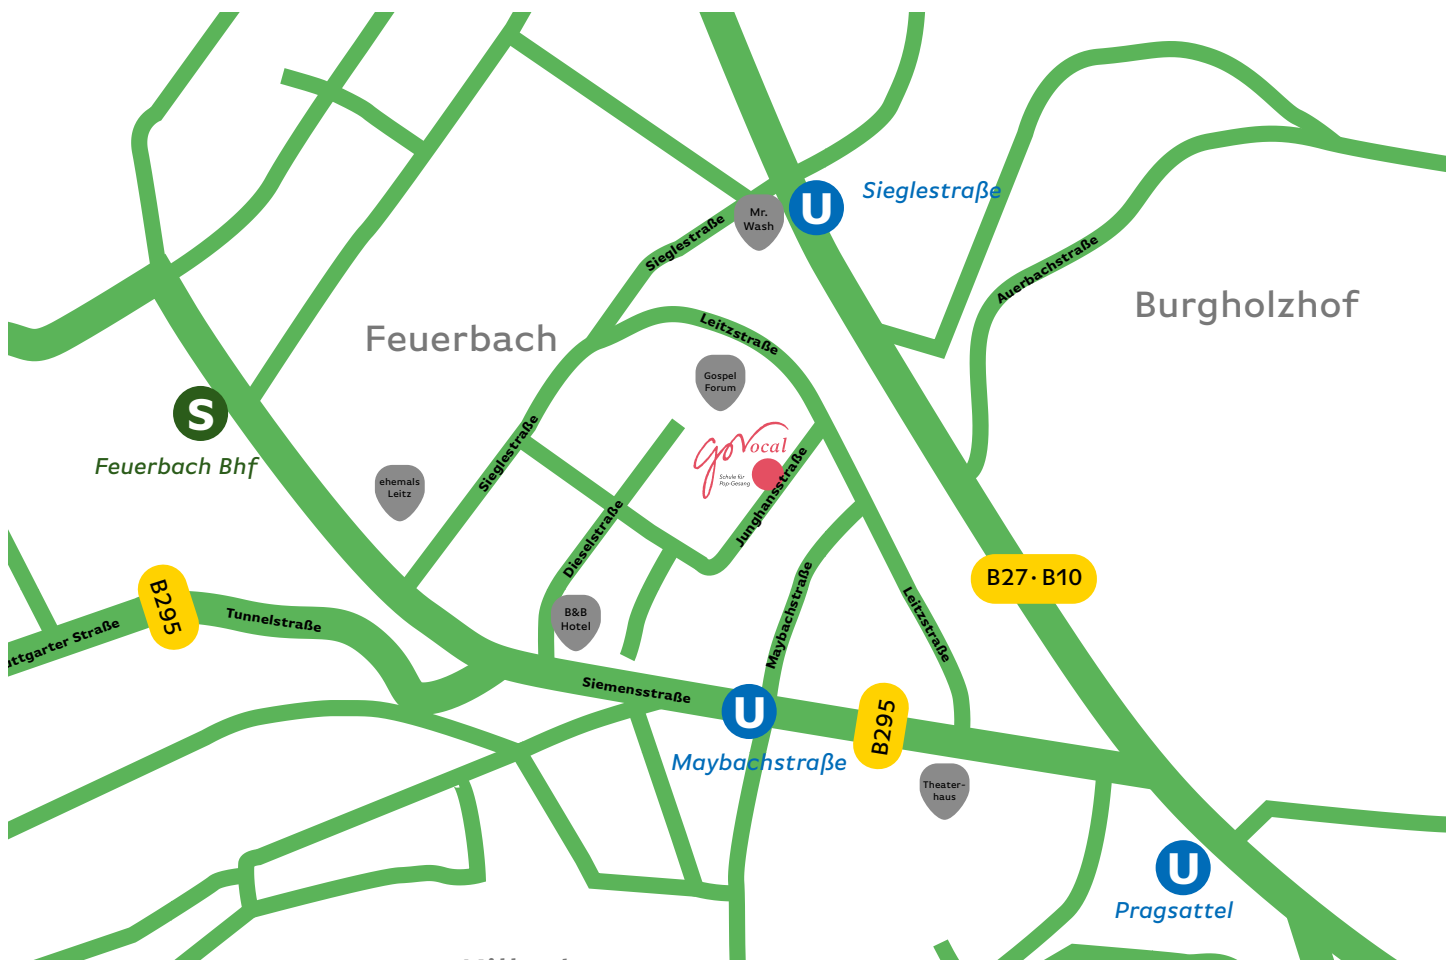 Sieglestraße
Mr.
Wash
Sieglestraße
Auerbachstraße
Burgholzhof
Feuerbach
Leitzstraße
Gospel
Forum
S
Feuerbach Bhf
U
goVocal
Schule für
Pop-Gesang
Sieglestraße
ehemals
Leitz
Junghansstraße
Dieselstraße
B27 · B10
B295
Tunnelstraße
uttgarter Straße
B&B
Hotel
Maybachstraße
Leitzstraße
Siemensstraße
U
B295
Maybachstraße
Theater-
haus
U
Pragsattel